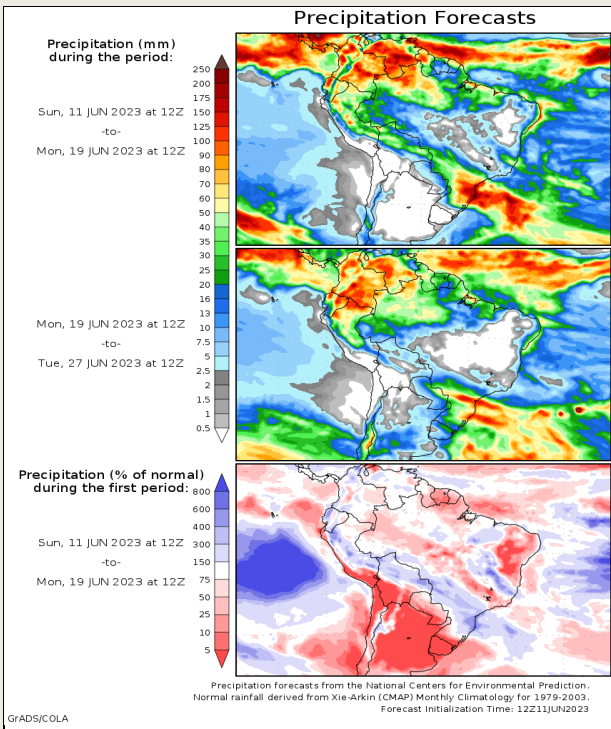 Precipitation Forecasts
Precipitation (mm)
during the period:
Sun, 11 JUN 2023 at 12Z
-to-
Mon, 19 JUN 2023 at 12Z
250
200
175
150
125
100
90
80
70
60
50
40
35
30
25
20
16
13
10
7.5
5
2.5
2
1.5
1
0.5
Mon, 19 JUN 2023 at 12Z
-to-
Tue, 27 JUN 2023 at 12Z
Precipitation (% of normal)
during the first period:
Sun, 11 JUN 2023 at 12Z
-to-
Mon, 19 JUN 2023 at 12Z
800
600
400
300
150
75
50
25
10
5
Precipitation forecasts from the National Centers for Environmental Prediction.
Normal rainfall derived from Xie-Arkin (CMAP) Monthly Climatology for 1979-2003.
Forecast Initialization Time: 12Z11JUN2023
GrADS/COLA